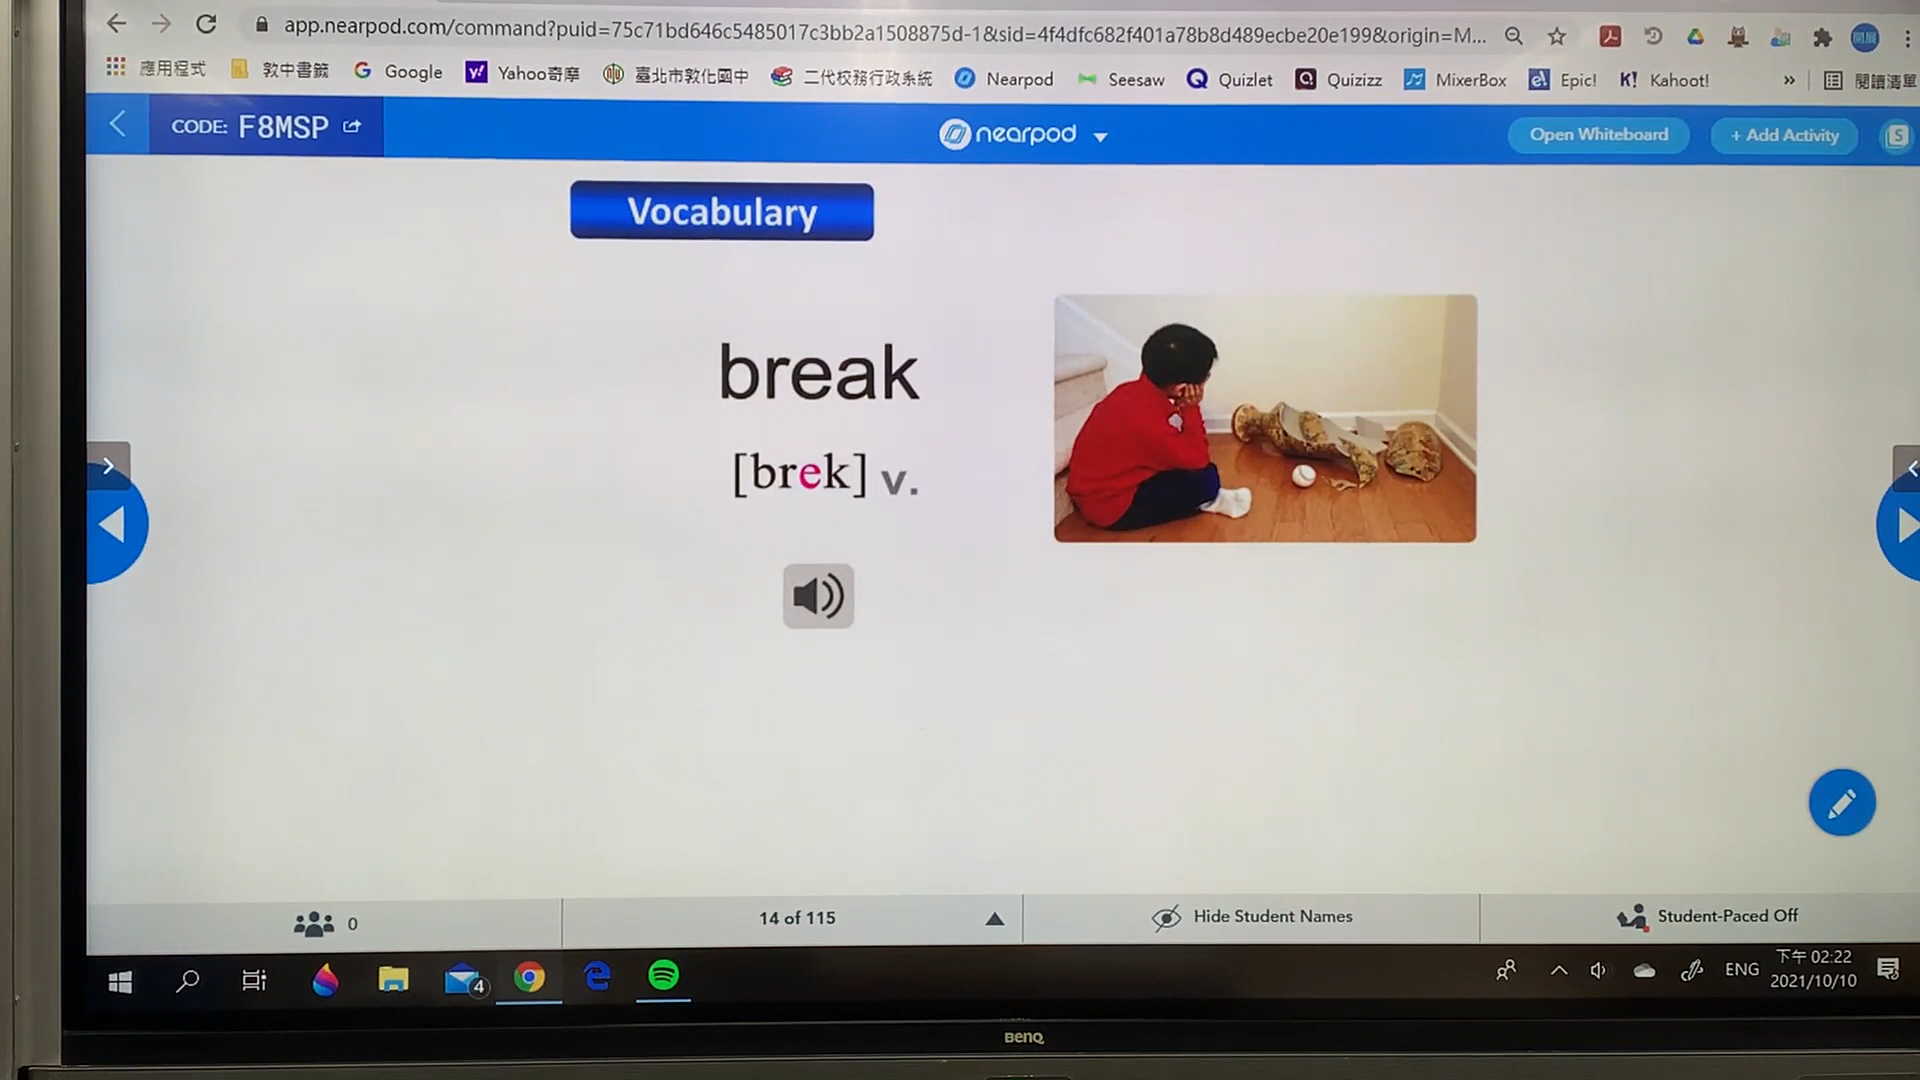 app.nearpod.com/command?puid=75c71bd646c5485017c3bb2a1508875d-1&sid=4f4dfc682f401a78b8d489ecbe20e199&origin=M...
應用程式 敦中書籤 Google Yahoo奇摩 臺北市敦化國中 二代校務行政系統 Nearpod Seesaw Quizlet Quizizz MixerBox Epic! Kahoot! » 閱讀清單
CODE: F8MSP nearpod Open Whiteboard + Add Activity S
Vocabulary
break
[brek] v.
0 14 of 115 Hide Student Names Student-Paced Off
4 ENG 下午 02:22
2021/10/10
BenQ